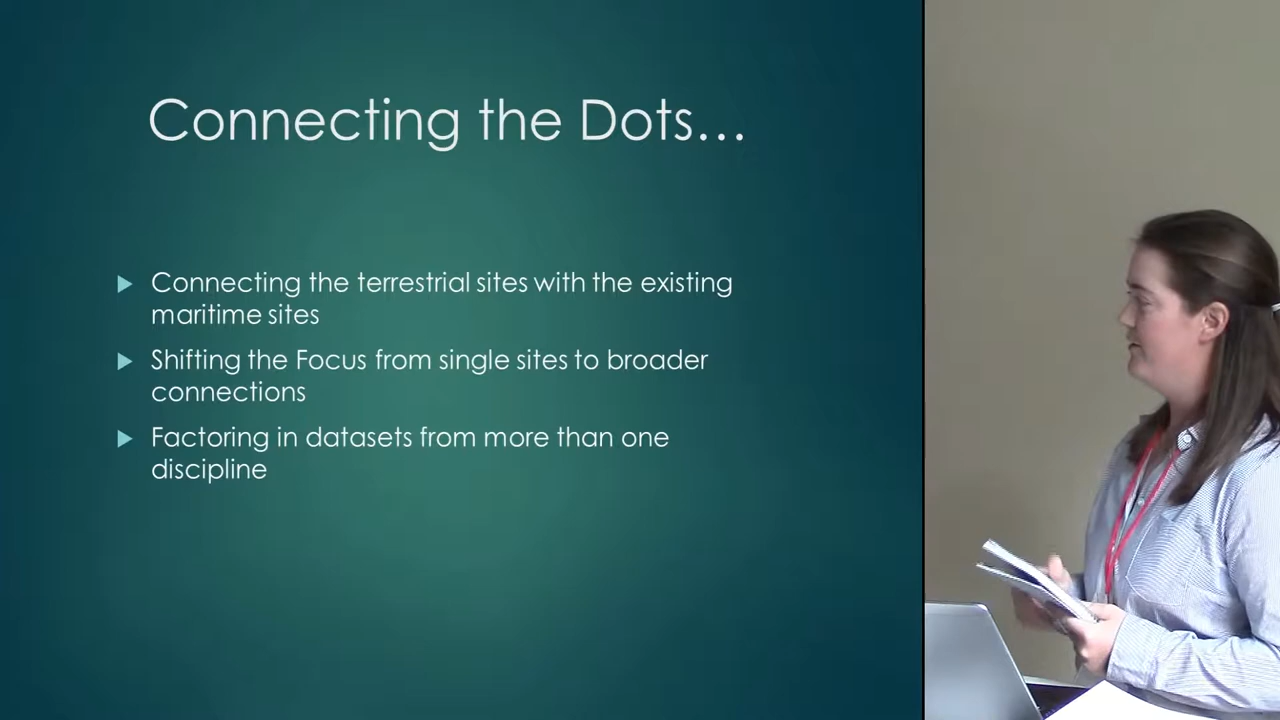 Connecting the Dots...
Connecting the terrestrial sites with the existing
maritime sites
Shifting the Focus from single sites to broader
connections
Factoring in datasets from more than one
discipline